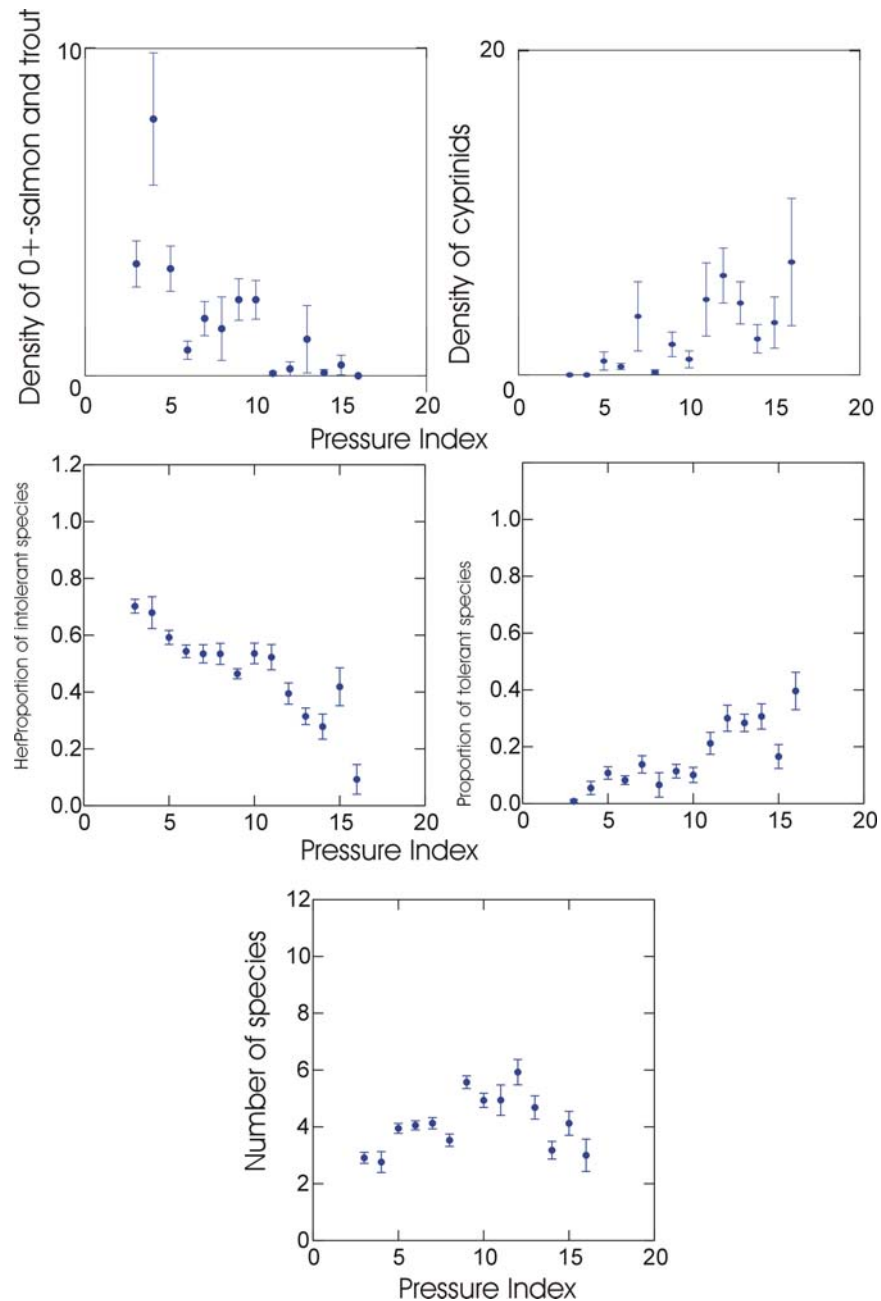 Density of 0+-salmon and trout
10
0
0 5 10 15 20
Density of cyprinids
20
0
0 5 10 15 20
Pressure Index
HerProportion of intolerant species
1.2
1.0
0.8
0.6
0.4
0.2
0.0
0 5 10 15 20
Proportion of tolerant species
1.0
0.8
0.6
0.4
0.2
0.0
0 5 10 15 20
Pressure Index
Number of species
12
10
8
6
4
2
0
0 5 10 15 20
Pressure Index